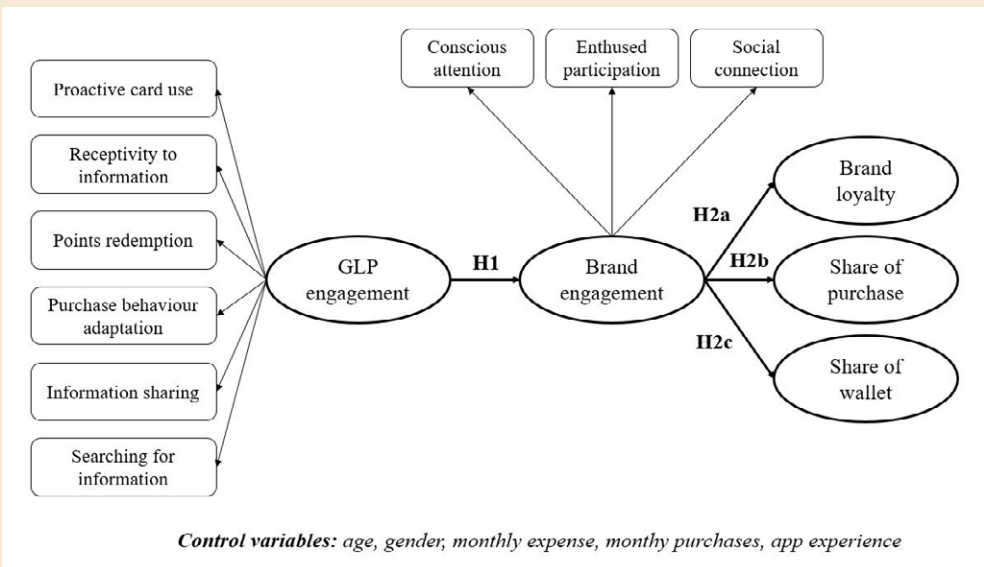 Conscious
attention
Enthused
participation
Social
connection
Proactive card use
Receptivity to
information
Points redemption
Purchase behaviour
adaptation
Information sharing
Searching for
information
GLP
engagement
H1
Brand
engagement
H2a
H2b
H2c
Brand
loyalty
Share of
purchase
Share of
wallet
Control variables: age, gender, monthly expense, monthy purchases, app experience